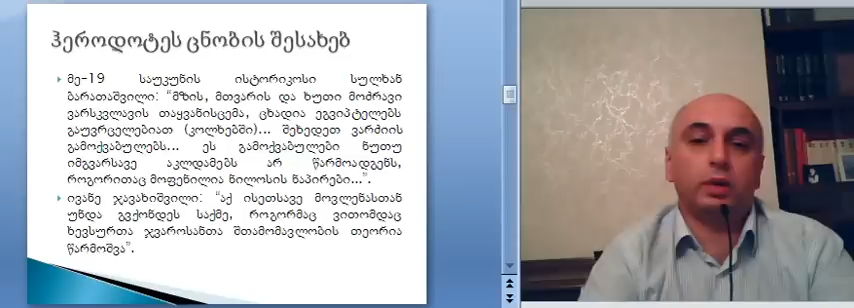 ჰეროდოტეს ცნობის შესახებ
მე-19 საუკუნის ისტორიკოსი სულხან
ბარათაშვილი: “მზის, მთვარის და ხუთი მოძრავი
ვარსკვლავის თაყვანისცემა, ცხადია ეგვიპტელებს
გაუვრცელებიათ (კოლხებში)... შეხედეთ ვარძიის
გამოქვაბულებს... ეს გამოქვაბულები ნუთუ
იმგვარსავე აკლდამებს არ წარმოადგენს,
როგორითაც მოფენილია ნილოსის ნაპირები...”.
ივანე ჯავახიშვილი: “აქ ისეთსავე მოვლენასთან
უნდა გვქონდეს საქმე, როგორმაც ვითომდაც
ხევსურთა ჯვაროსანთა შთამომავლობის თეორია
წარმოშვა”.